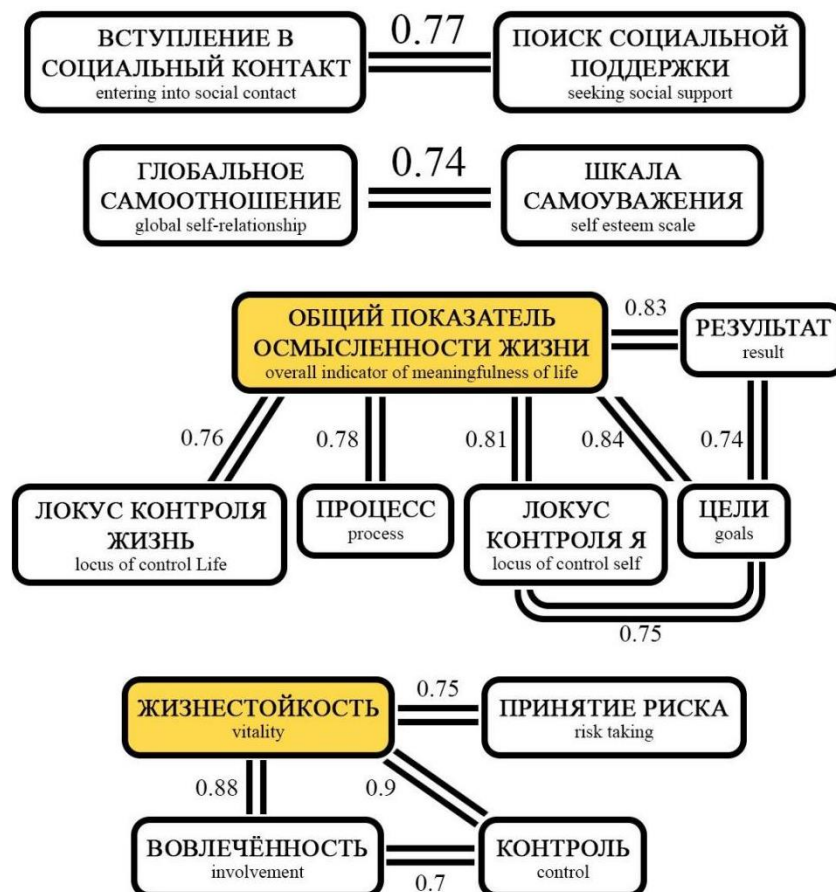 ВСТУПЛЕНИЕ В
СОЦИАЛЬНЫЙ КОНТАКТ
entering into social contact
0.77
ПОИСК СОЦИАЛЬНОЙ
ПОДДЕРЖКИ
seeking social support
ГЛОБАЛЬНОЕ
САМООТНОШЕНИЕ
global self-relationship
0.74
ШКАЛА
САМОУВАЖЕНИЯ
self esteem scale
ОБЩИЙ ПОКАЗАТЕЛЬ
ОСМЫСЛЕННОСТИ ЖИЗНИ
overall indicator of meaningfulness of life
0.83
РЕЗУЛЬТАТ
result
0.76
0.78
0.81
0.84
0.74
ЛОКУС КОНТРОЛЯ
ЖИЗНЬ
locus of control Life
ПРОЦЕСС
process
ЛОКУС
КОНТРОЛЯ Я
locus of control self
ЦЕЛИ
goals
0.75
ЖИЗНЕСТОЙКОСТЬ
vitality
0.75
ПРИНЯТИЕ РИСКА
risk taking
0.88
0.9
ВОВЛЕЧЁННОСТЬ
involvement
0.7
КОНТРОЛЬ
control